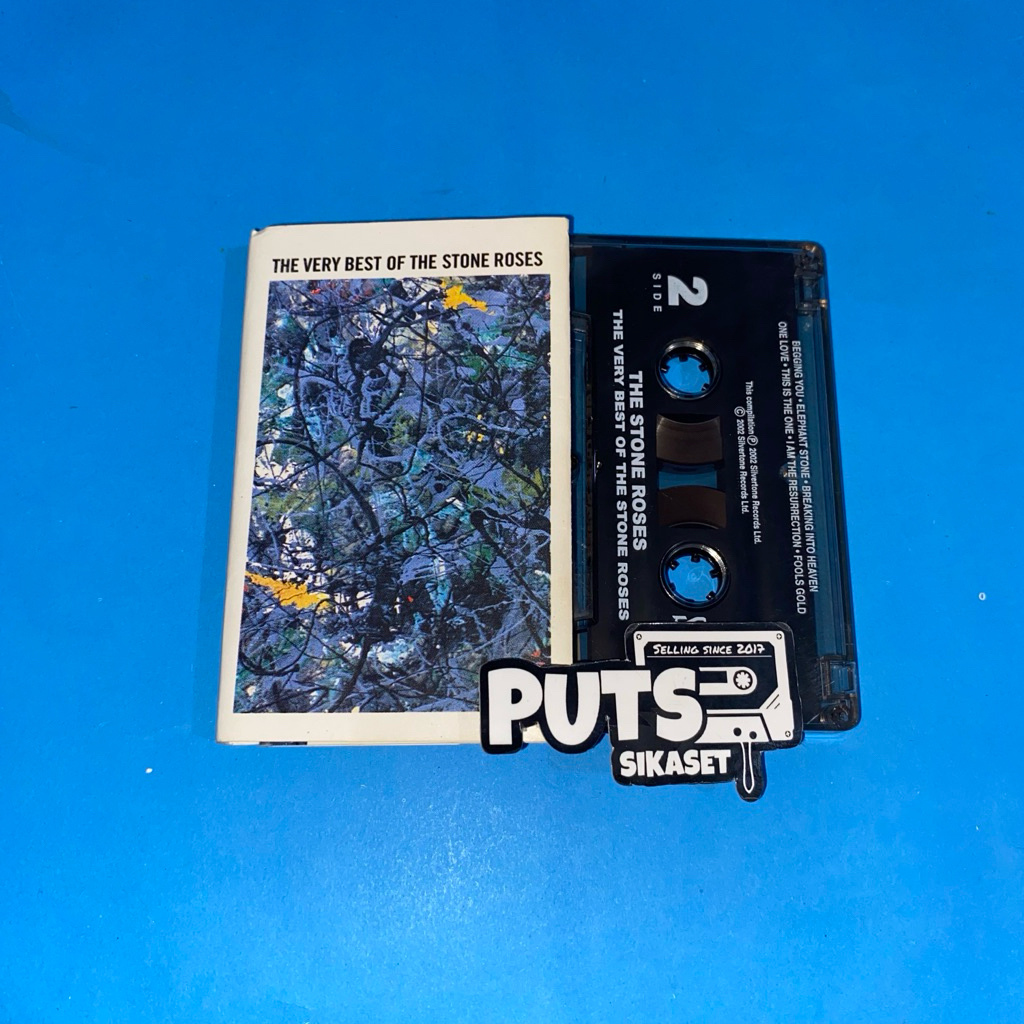 THE VERY BEST OF THE STONE ROSES
2
SIDE
THE STONE ROSES
THE VERY BEST OF THE STONE ROSES
BEGGING YOU • ELEPHANT STONE • BREAKING INTO HEAVEN
ONE LOVE • THIS IS THE ONE • I AM THE RESURRECTION • FOOLS GOLD
This compilation Ⓟ 2002 Silvertone Records Ltd.
© 2002 Silvertone Records Ltd.
SELLING SINCE 2017
PUTS
SIKASET